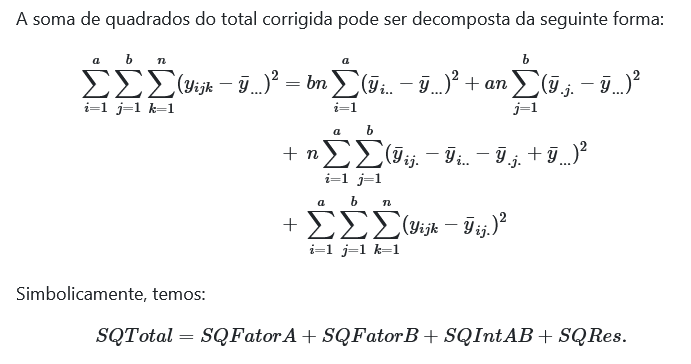 A soma de quadrados do total corrigida pode ser decomposta da seguinte forma:
$\sum_{i=1}^{a}\sum_{j=1}^{b}\sum_{k=1}^{n}(y_{ijk} - \bar{y}_{...})^2 = bn\sum_{i=1}^{a}(\bar{y}_{i..} - \bar{y}_{...})^2 + an\sum_{j=1}^{b}(\bar{y}_{.j.} - \bar{y}_{...})^2$
$+ n\sum_{i=1}^{a}\sum_{j=1}^{b}(\bar{y}_{ij.} - \bar{y}_{i..} - \bar{y}_{.j.} + \bar{y}_{...})^2$
$+ \sum_{i=1}^{a}\sum_{j=1}^{b}\sum_{k=1}^{n}(y_{ijk} - \bar{y}_{ij.})^2$
Simbolicamente, temos:
$SQTotal = SQFatorA + SQFatorB + SQIntAB + SQRes.$